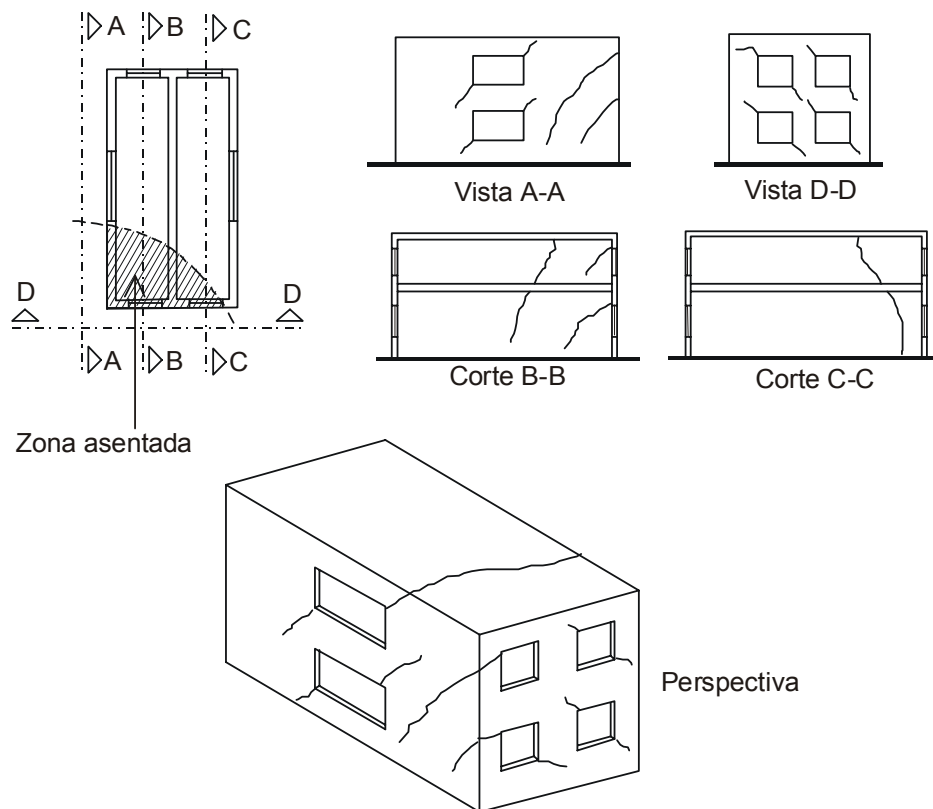 A B C
Vista A-A
Vista D-D
D D
A B C
Corte B-B
Corte C-C
Zona asentada
Perspectiva